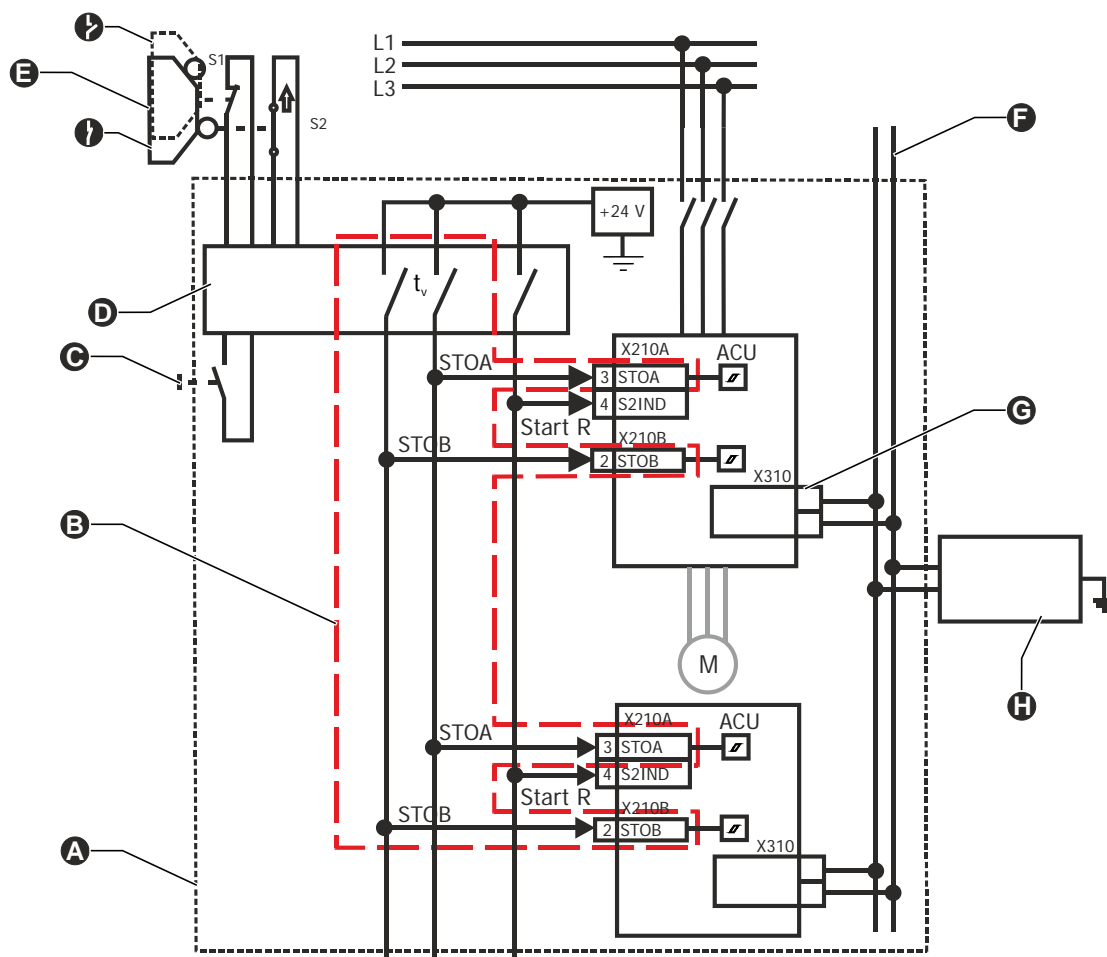 L1
L2
L3
E
S1
S2
F
+24 V
D
t_v
C
X210A
ACU
STOA
3 STOA
4 S2IND
Start R
X210B
STOB
2 STOB
X310
G
B
M
H
X210A
ACU
STOA
3 STOA
4 S2IND
Start R
X210B
STOB
2 STOB
X310
A